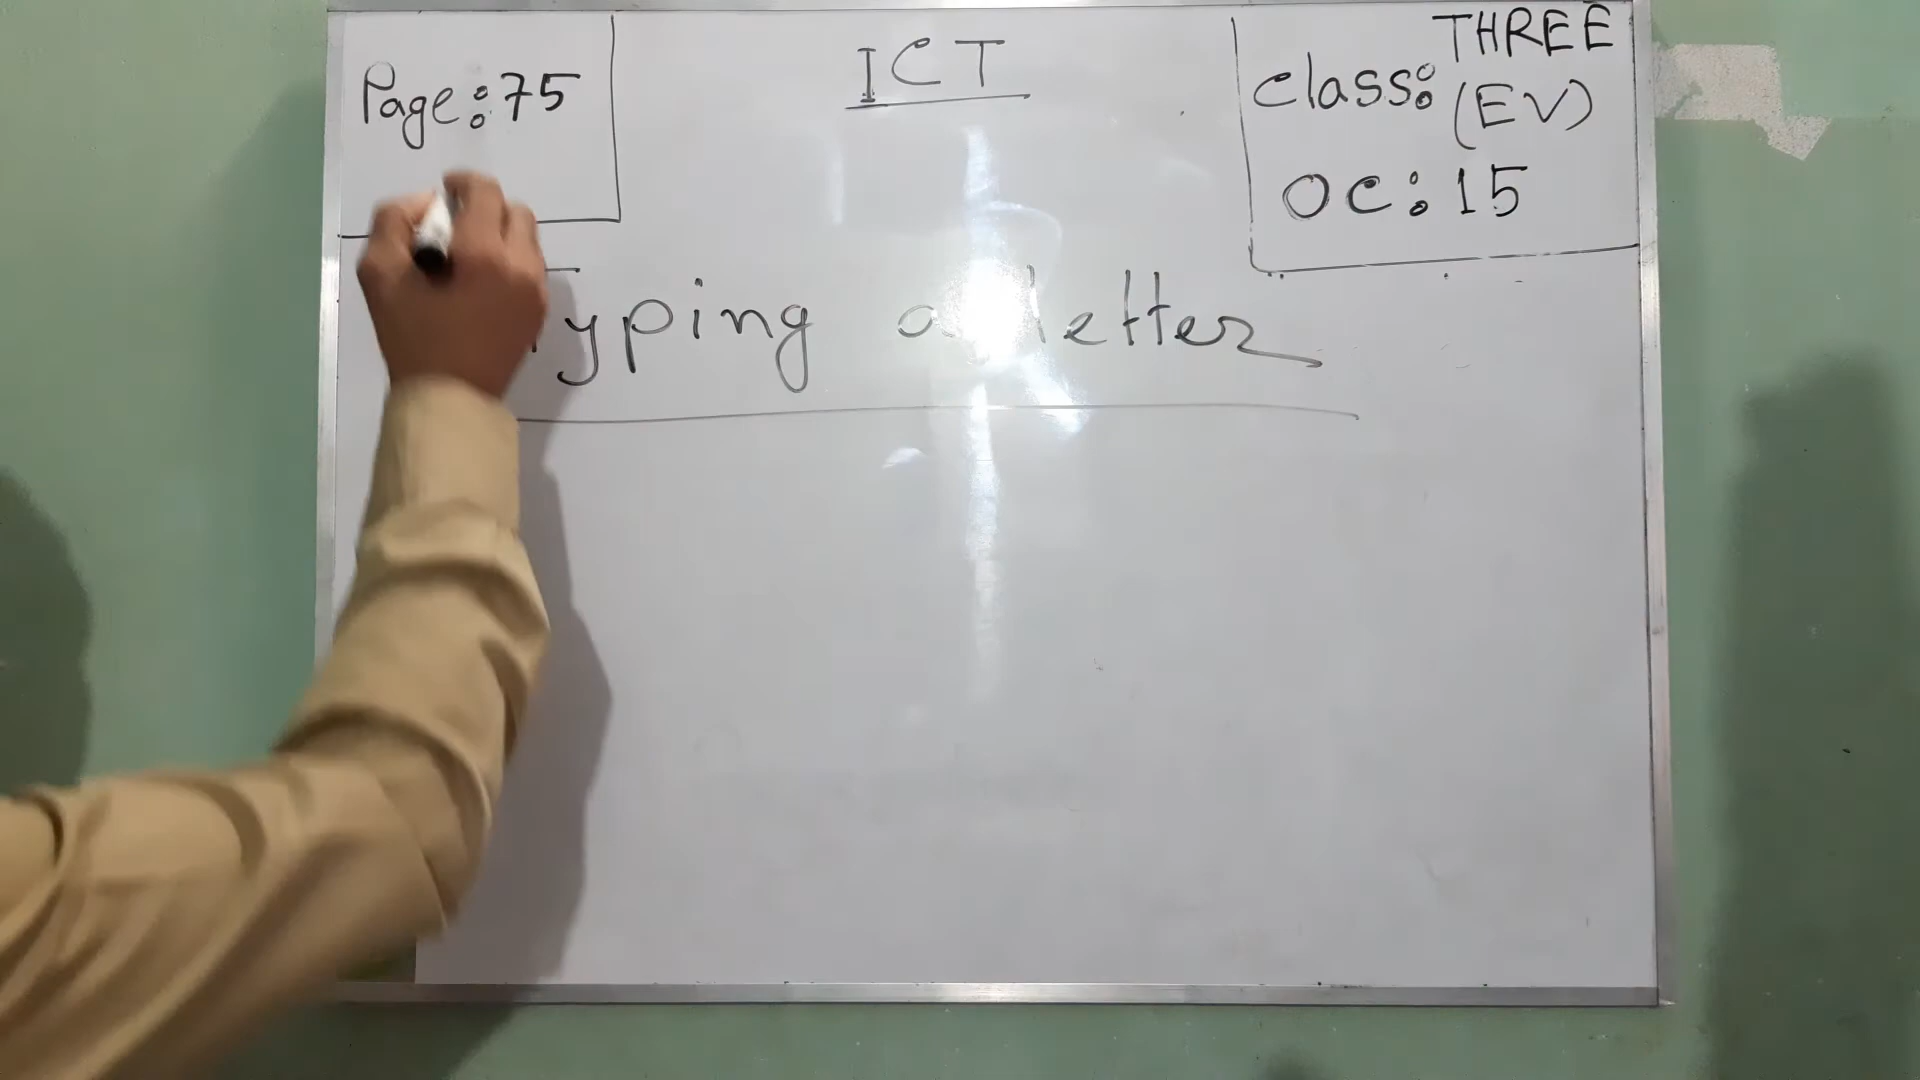 Page: 75
ICT
Class: THREE (EV)
OC: 15
Typing a letter